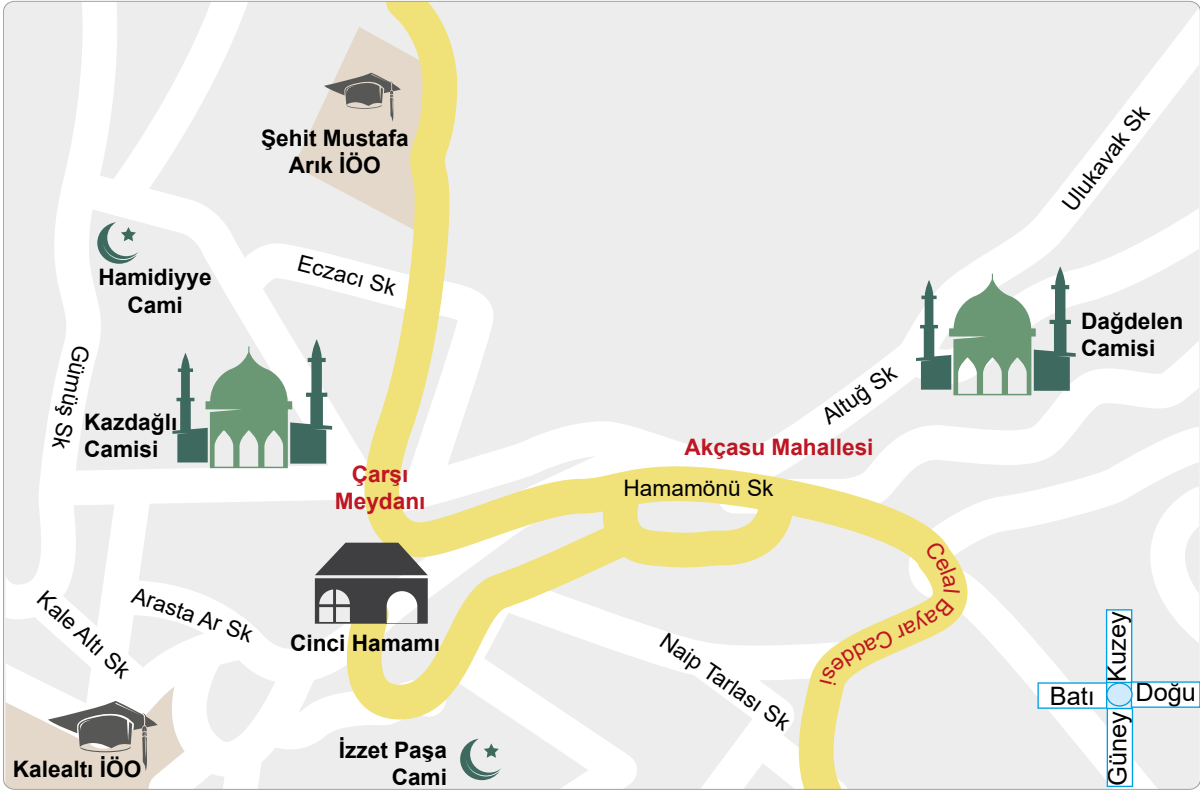 Şehit Mustafa
Arık İÖO
Ulukavak Sk
Hamidiyye
Cami
Eczacı Sk
Dağdelen
Camisi
Gümüş Sk
Kazdağlı
Camisi
Altuğ Sk
Çarşı
Meydanı
Akçasu Mahallesi
Hamamönü Sk
Celal Bayar Caddesi
Kale Altı Sk
Arasta Ar Sk
Cinci Hamamı
Naip Tarlası Sk
Kuzey
Batı
Doğu
Güney
Kalealtı İÖO
İzzet Paşa
Cami